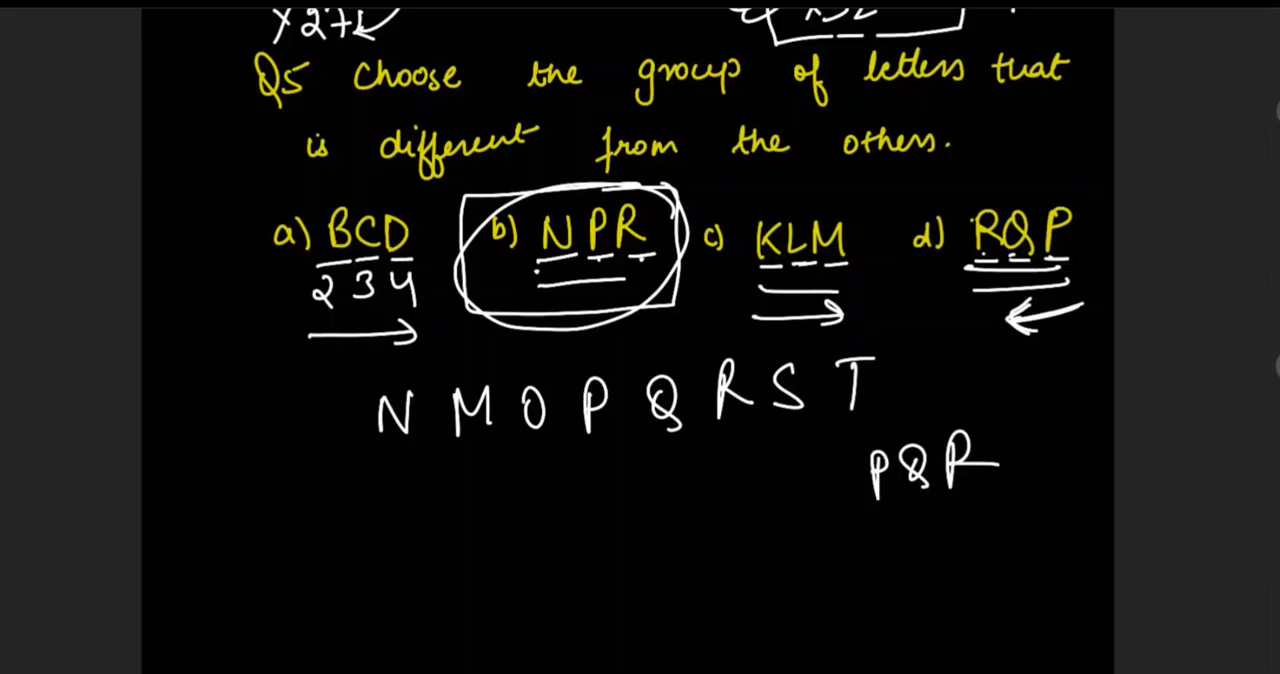 x 27
Q5 Choose the group of letters that
is different from the others.
a) BCD b) NPR c) KLM d) RQP
2 3 4
N M O P Q R S T
P Q R